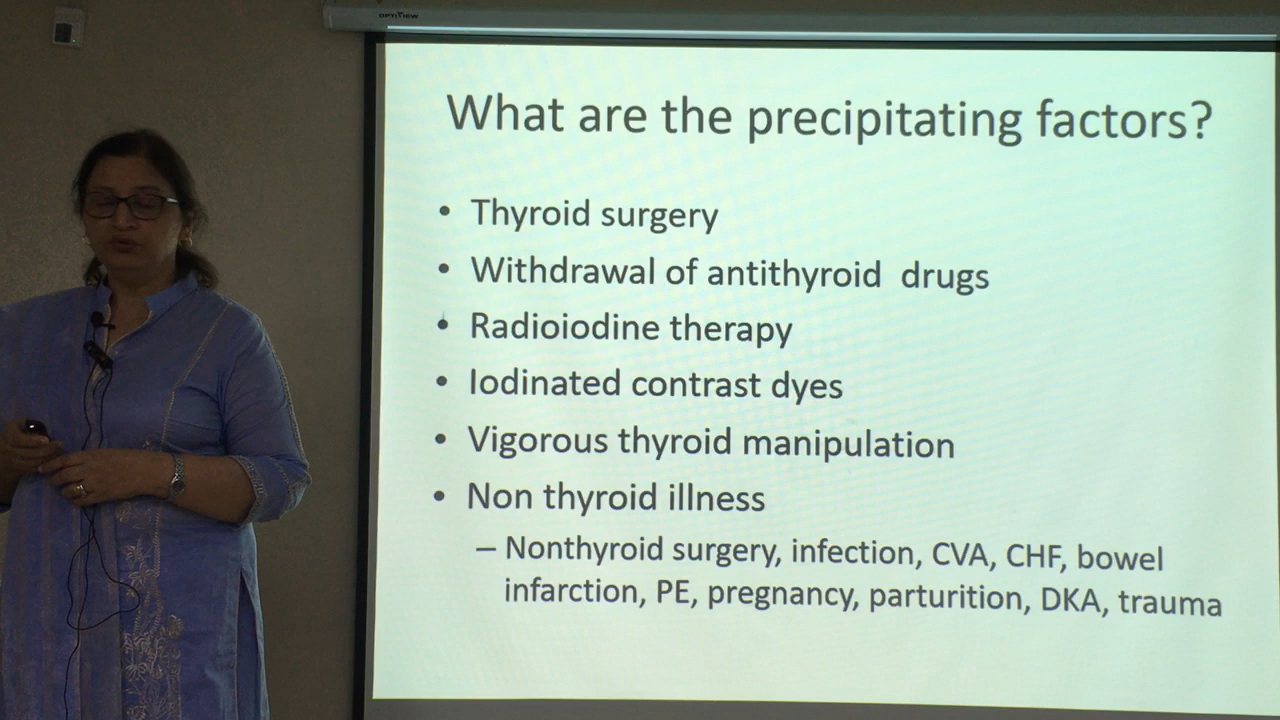 OPTIVIEW
What are the precipitating factors?
• Thyroid surgery
• Withdrawal of antithyroid drugs
• Radioiodine therapy
• Iodinated contrast dyes
• Vigorous thyroid manipulation
• Non thyroid illness
– Nonthyroid surgery, infection, CVA, CHF, bowel
infarction, PE, pregnancy, parturition, DKA, trauma